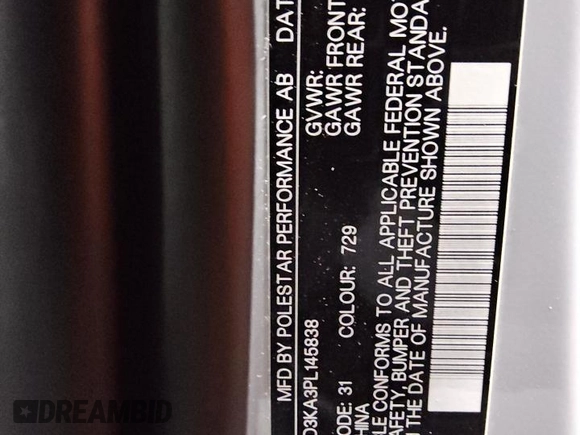 MFD BY POLESTAR PERFORMANCE AB DAT
GVWR:
GAWR FRONT
GAWR REAR:
D3KA3PL145838
ODE: 31 COLOUR: 729
LE CONFORMS TO ALL APPLICABLE FEDERAL MOT
AFETY, BUMPER AND THEFT PREVENTION STANDA
N THE DATE OF MANUFACTURE SHOWN ABOVE.
HINA
DREAMBID